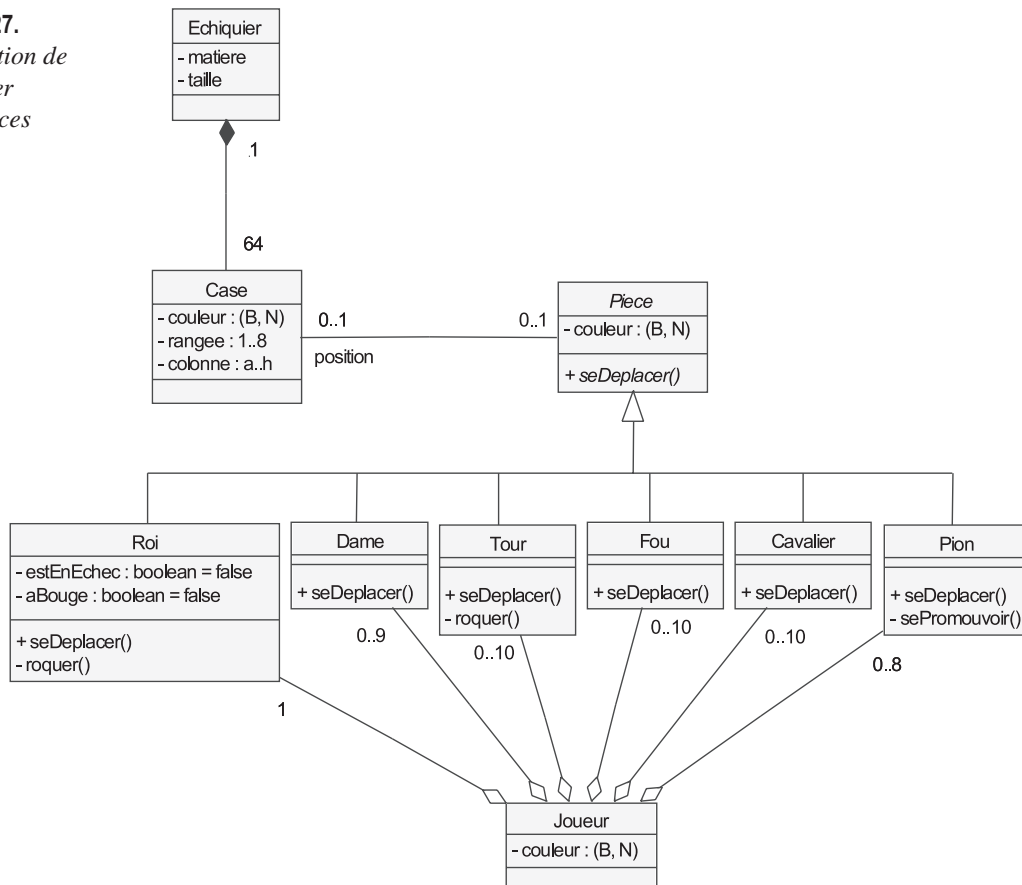 27.
tion de
er
ces
Echiquier
- matiere
- taille
1
64
Case
- couleur : (B, N)
- rangee : 1..8
- colonne : a..h
0..1
position
0..1
Piece
- couleur : (B, N)
+ seDeplacer()
Roi
- estEnEchec : boolean = false
- aBouge : boolean = false
+ seDeplacer()
- roquer()
Dame
+ seDeplacer()
Tour
+ seDeplacer()
- roquer()
Fou
+ seDeplacer()
Cavalier
+ seDeplacer()
Pion
+ seDeplacer()
- sePromouvoir()
1
0..9
0..10
0..10
0..10
0..8
Joueur
- couleur : (B, N)